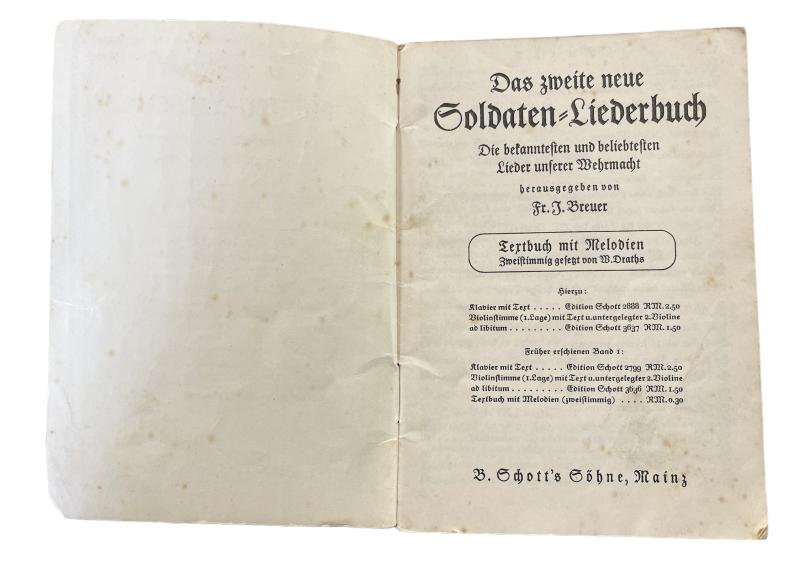 Das zweite neue
Soldaten-Liederbuch
Die bekanntesten und beliebtesten
Lieder unserer Wehrmacht
herausgegeben von
Fr. J. Breuer
Textbuch mit Melodien
Zweistimmig gesetzt von W. Draths
Hierzu:
Klavier mit Text ..... Edition Schott 2888 RM. 2.50
Violinstimme (1. Lage) mit Text u. untergelegter 2. Violine
ad libitum ......... Edition Schott 3637 RM. 1.50
Früher erschienen Band 1:
Klavier mit Text ..... Edition Schott 2799 RM. 2.50
Violinstimme (1. Lage) mit Text u. untergelegter 2. Violine
ad libitum ......... Edition Schott 3636 RM. 1.50
Textbuch mit Melodien (zweistimmig) .... RM. 0.30
B. Schott's Söhne, Mainz